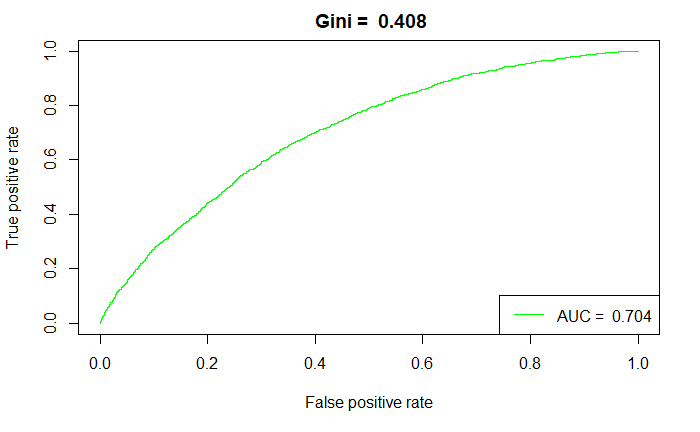 Gini = 0.408
True positive rate
1.0
0.8
0.6
0.4
0.2
0.0
AUC = 0.704
0.0 0.2 0.4 0.6 0.8 1.0
False positive rate